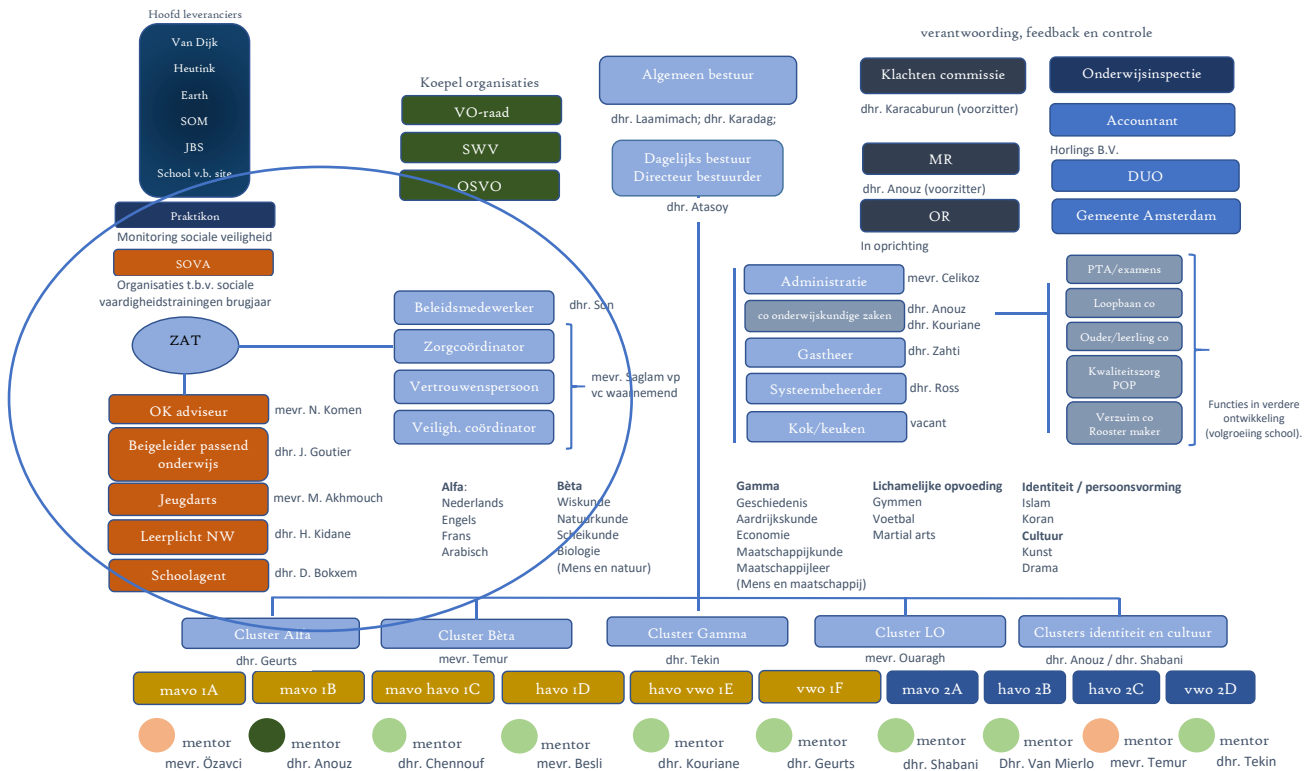 Hoofd leveranciers
Van Dijk
Heutink
Earth
SOM
JBS
School v.b. site
Praktikon
Monitoring sociale veiligheid
SOVA
Organisaties t.b.v. sociale
vaardigheidstrainingen brugjaar
Koepel organisaties
VO-raad
SWV
OSVO
Algemeen bestuur
dhr. Laamimach; dhr. Karadag;
Dagelijks bestuur
Directeur bestuurder
dhr. Atasoy
verantwoording, feedback en controle
Klachten commissie
dhr. Karacaburun (voorzitter)
MR
dhr. Anouz (voorzitter)
OR
In oprichting
Onderwijsinspectie
Accountant
Horlings B.V.
DUO
Gemeente Amsterdam
ZAT
OK adviseur
mevr. N. Komen
Beigeleider passend
onderwijs
dhr. J. Goutier
Jeugdarts
mevr. M. Akhmouch
Leerplicht NW
dhr. H. Kidane
Schoolagent
dhr. D. Bokxem
Beleidsmedewerker
dhr. Son
Zorgcoördinator
Vertrouwenspersoon
Veiligh. coördinator
mevr. Saglam vp
vc waarnemend
Administratie
mevr. Celikoz
co onderwijskundige zaken
dhr. Anouz
dhr. Kouriane
Gastheer
dhr. Zahti
Systeembeheerder
dhr. Ross
Kok/keuken
vacant
PTA/examens
Loopbaan co
Ouder/leerling co
Kwaliteitszorg
POP
Verzuim co
Rooster maker
Functies in verdere
ontwikkeling
(volgroeiing school).
Alfa:
Nederlands
Engels
Frans
Arabisch
Bèta
Wiskunde
Natuurkunde
Scheikunde
Biologie
(Mens en natuur)
Gamma
Geschiedenis
Aardrijkskunde
Economie
Maatschappijkunde
Maatschappijleer
(Mens en maatschappij)
Lichamelijke opvoeding
Gymmen
Voetbal
Martial arts
Identiteit / persoonsvorming
Islam
Koran
Cultuur
Kunst
Drama
Cluster Alfa
dhr. Geurts
Cluster Bèta
mevr. Temur
Cluster Gamma
dhr. Tekin
Cluster LO
mevr. Ouaragh
Clusters identiteit en cultuur
dhr. Anouz / dhr. Shabani
mavo 1A
mavo 1B
mavo havo 1C
havo 1D
havo vwo 1E
vwo 1F
mavo 2A
havo 2B
havo 2C
vwo 2D
mentor
mevr. Özavci
mentor
dhr. Anouz
mentor
dhr. Chennouf
mentor
mevr. Besli
mentor
dhr. Kouriane
mentor
dhr. Geurts
mentor
dhr. Shabani
mentor
Dhr. Van Mierlo
mentor
mevr. Temur
mentor
dhr. Tekin